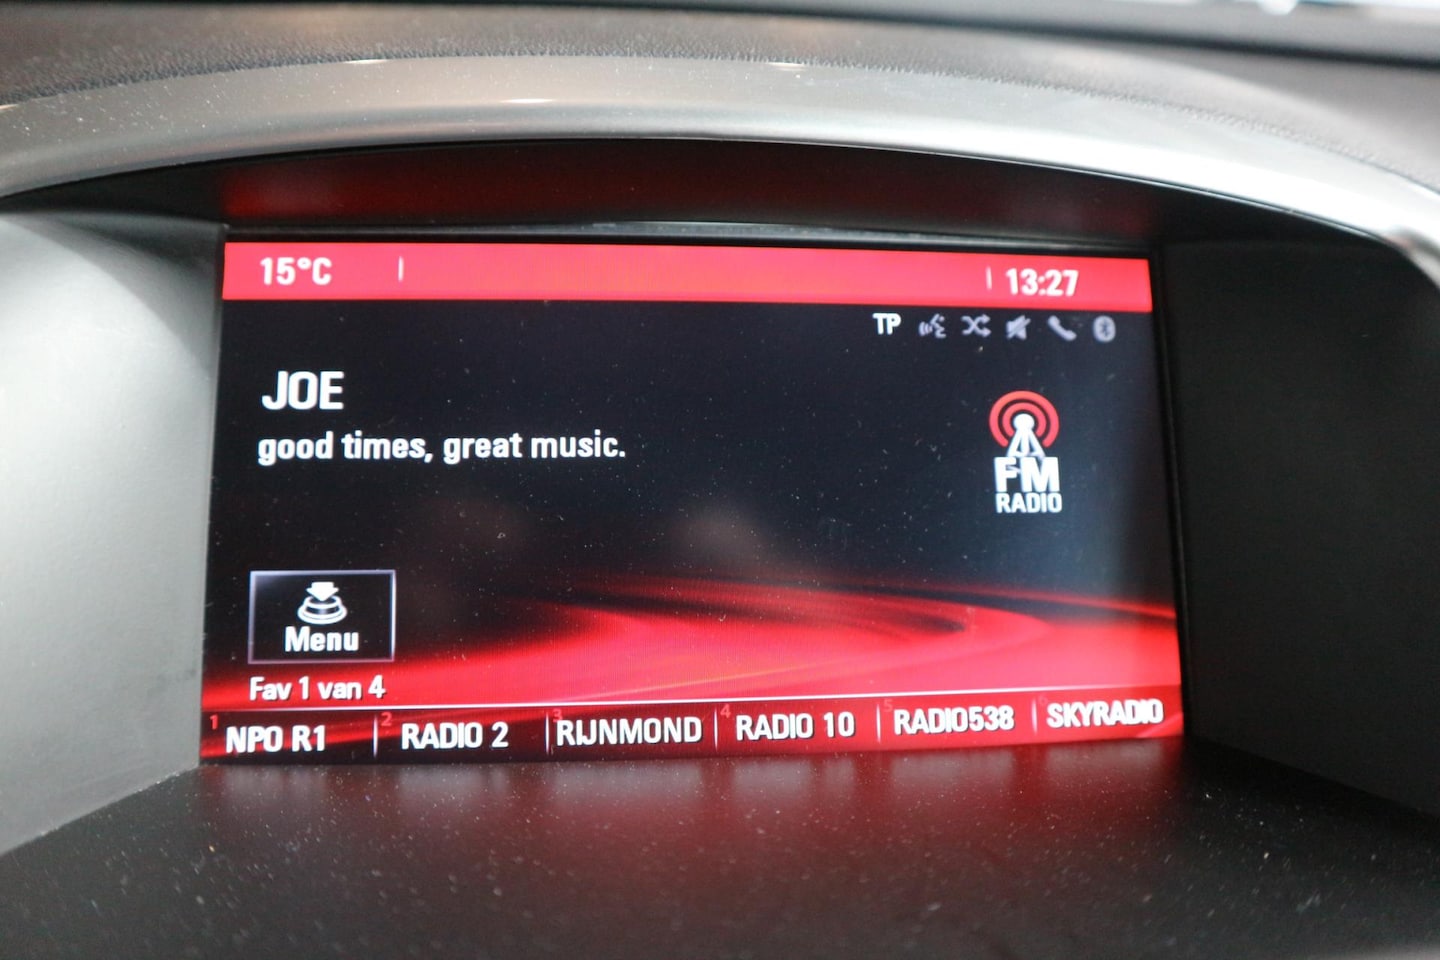 15°C 13:27
TP
JOE
good times, great music.
FM
RADIO
Menu
Fav 1 van 4
1 NPO R1 2 RADIO 2 3 RIJNMOND 4 RADIO 10 5 RADIO538 6 SKYRADIO